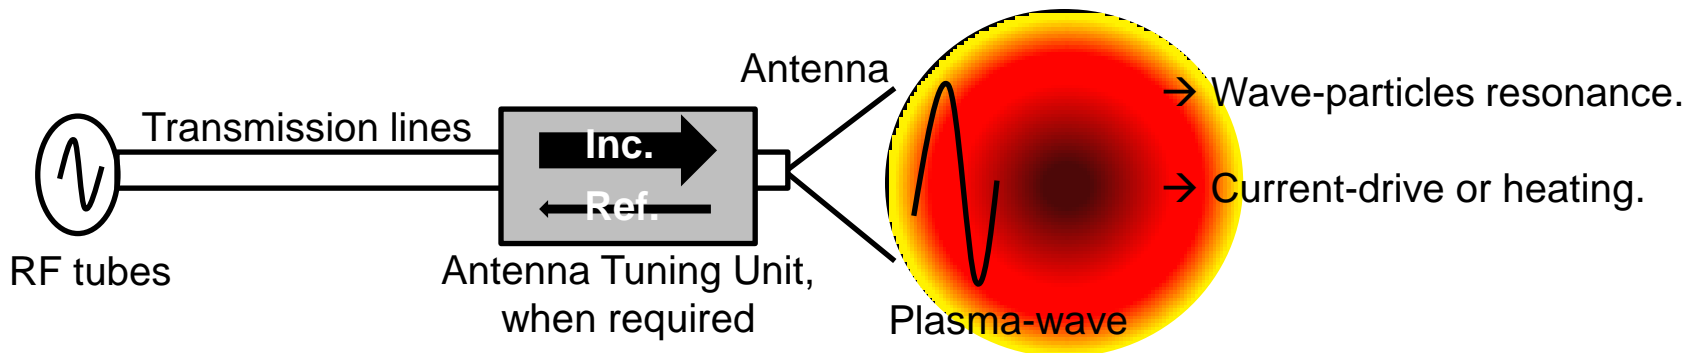 Antenna
→ Wave-particles resonance.
Transmission lines
Inc.
→ Current-drive or heating.
Ref.
RF tubes
Antenna Tuning Unit,
when required
Plasma-wave